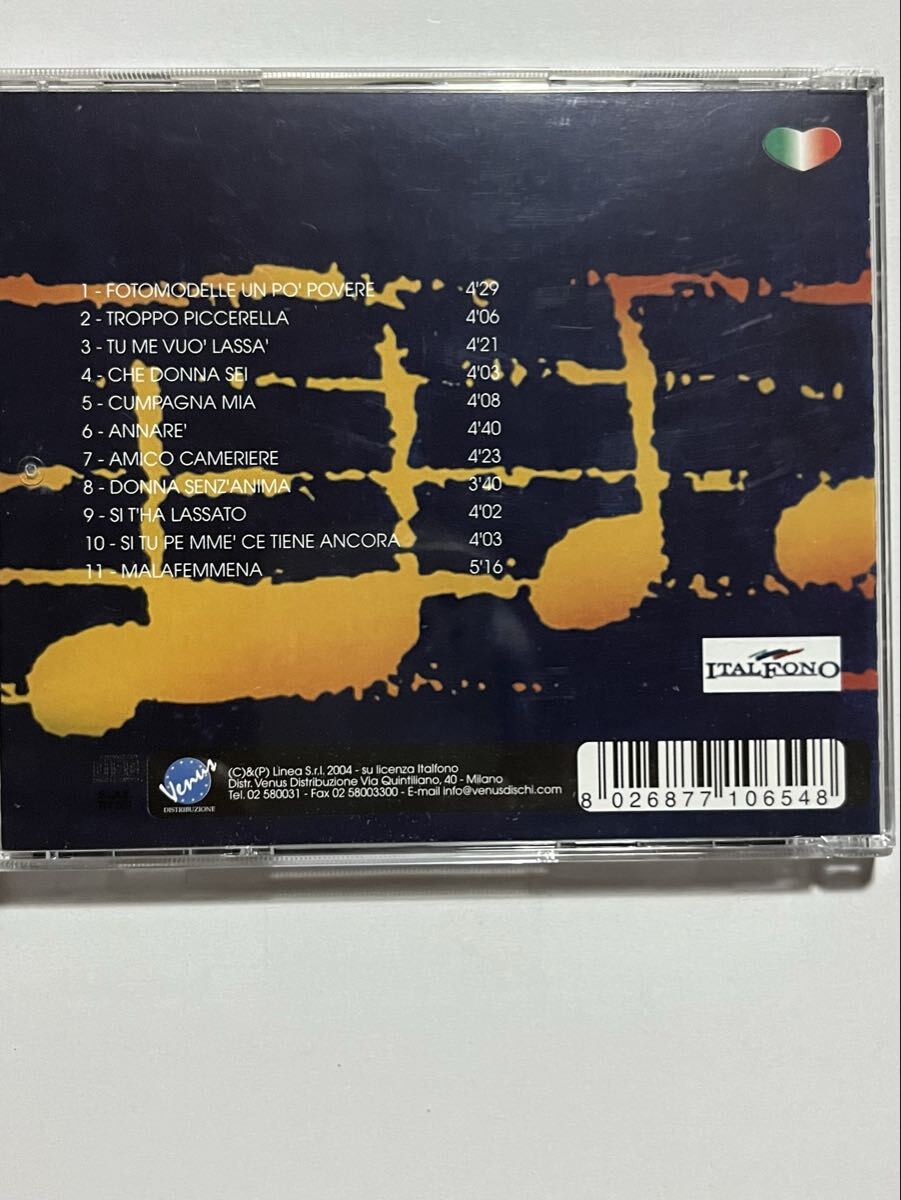 1 - FOTOMODELLE UN PO' POVERE 4'29
2 - TROPPO PICCERELLA 4'06
3 - TU ME VUO' LASSA' 4'21
4 - CHE DONNA SEI 4'03
5 - CUMPAGNA MIA 4'08
6 - ANNARE' 4'40
7 - AMICO CAMERIERE 4'23
8 - DONNA SENZ'ANIMA 3'40
9 - SI T'HA LASSATO 4'02
10 - SI TU PE MME' CE TIENE ANCORA 4'03
11 - MALAFEMMENA 5'16
ITALFONO
Venus
DISTRIBUZIONE
(C)&(P) Linea S.r.l. 2004 - su licenza Italfono
Distr. Venus Distribuzione Via Quintiliano, 40 - Milano
Tel. 02 580031 - Fax 02 58003300 - E-mail info@venusdischi.com
8 026877 106548